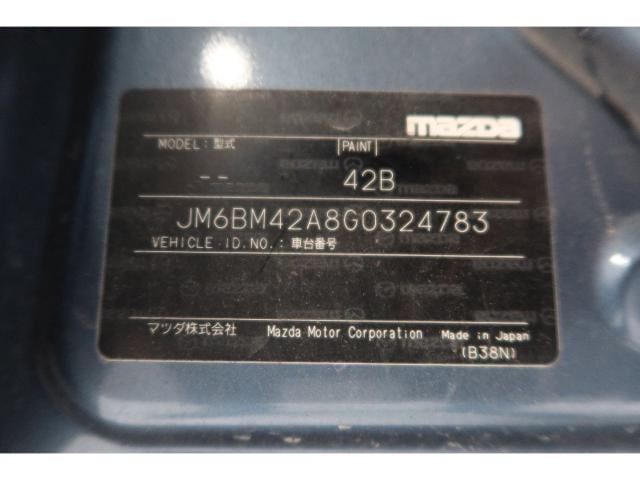 mazda
MODEL: 型式 PAINT
-- 42B
JM6BM42A8G0324783
VEHICLE ID.NO.: 車台番号
マツダ株式会社 Mazda Motor Corporation Made in Japan
(B38N)